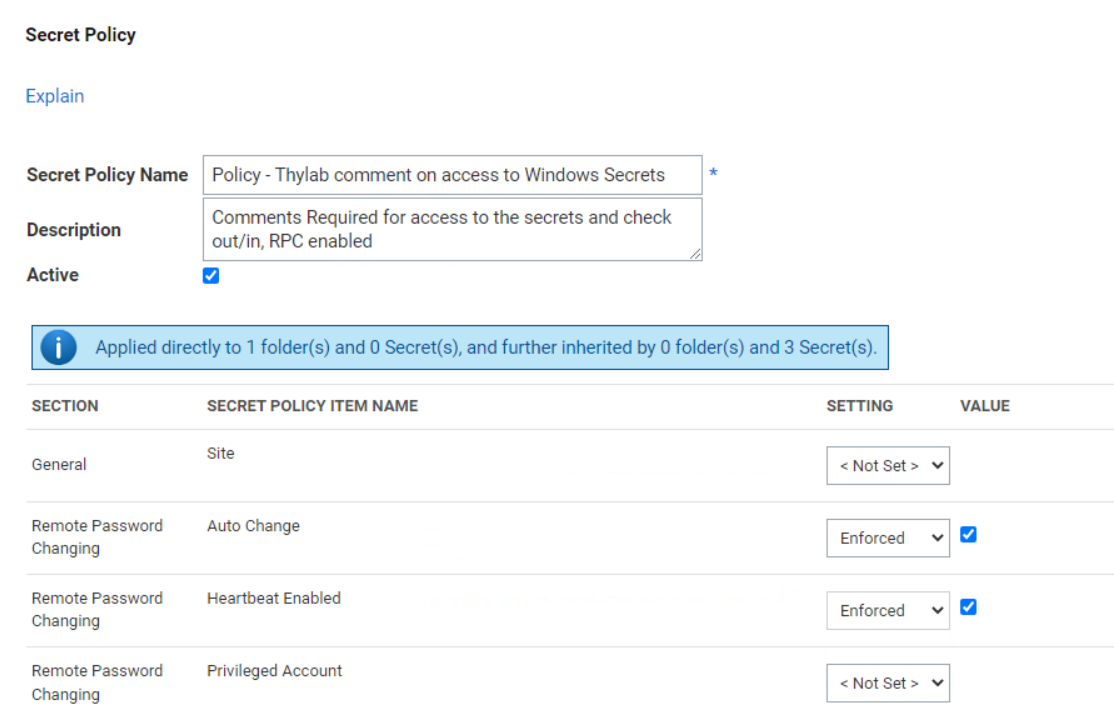 Secret Policy
Explain
Secret Policy Name Policy - Thylab comment on access to Windows Secrets *
Description Comments Required for access to the secrets and check
out/in, RPC enabled
Active
i Applied directly to 1 folder(s) and 0 Secret(s), and further inherited by 0 folder(s) and 3 Secret(s).
SECTION SECRET POLICY ITEM NAME SETTING VALUE
General Site < Not Set >
Remote Password Auto Change Enforced
Changing
Remote Password Heartbeat Enabled Enforced
Changing
Remote Password Privileged Account < Not Set >
Changing